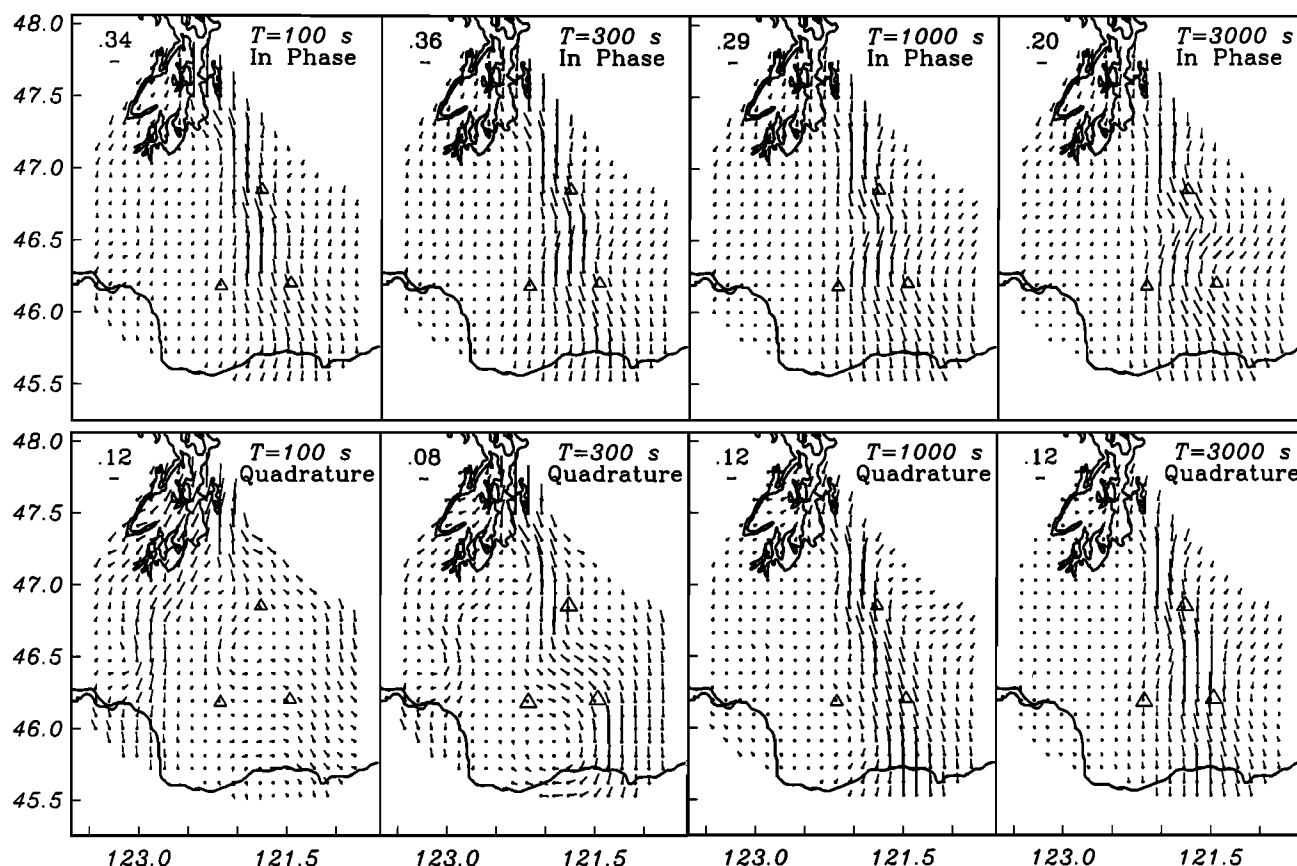 48.0
.34
T=100 s
In Phase
.36
T=300 s
In Phase
.29
T=1000 s
In Phase
.20
T=3000 s
In Phase
47.5
47.0
46.5
46.0
45.5
48.0
.12
T=100 s
Quadrature
.08
T=300 s
Quadrature
.12
T=1000 s
Quadrature
.12
T=3000 s
Quadrature
47.5
47.0
46.5
46.0
45.5
123.0 121.5 123.0 121.5 123.0 121.5 123.0 121.5